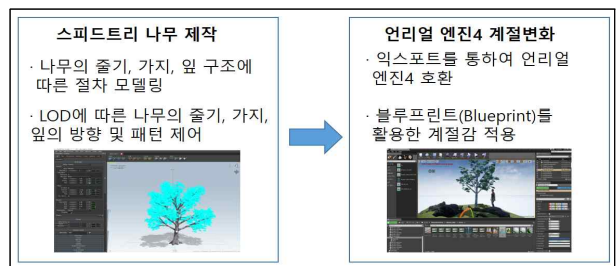 스피드트리 나무 제작
· 나무의 줄기, 가지, 잎 구조에
따른 절차 모델링
· LOD에 따른 나무의 줄기, 가지,
잎의 방향 및 패턴 제어
언리얼 엔진4 계절변화
· 익스포트를 통하여 언리얼
엔진4 호환
· 블루프린트(Blueprint)를
활용한 계절감 적용